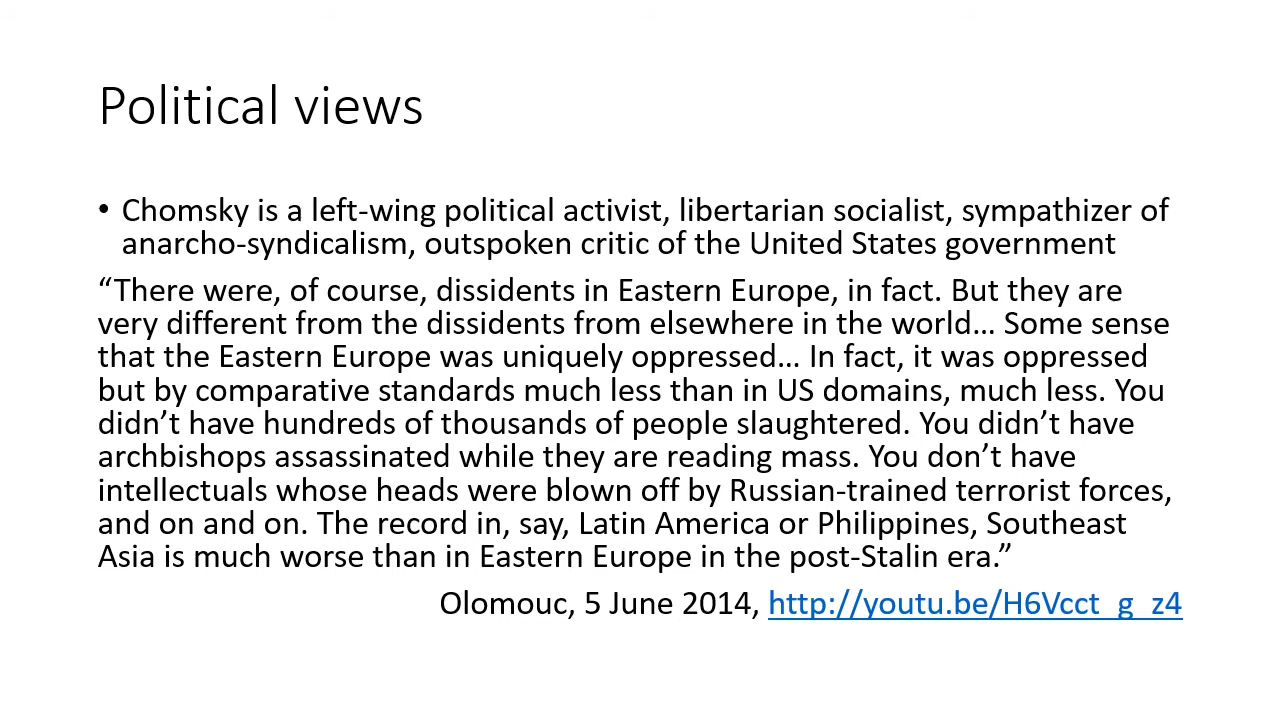 Political views
• Chomsky is a left-wing political activist, libertarian socialist, sympathizer of
anarcho-syndicalism, outspoken critic of the United States government
“There were, of course, dissidents in Eastern Europe, in fact. But they are
very different from the dissidents from elsewhere in the world… Some sense
that the Eastern Europe was uniquely oppressed… In fact, it was oppressed
but by comparative standards much less than in US domains, much less. You
didn’t have hundreds of thousands of people slaughtered. You didn’t have
archbishops assassinated while they are reading mass. You don’t have
intellectuals whose heads were blown off by Russian-trained terrorist forces,
and on and on. The record in, say, Latin America or Philippines, Southeast
Asia is much worse than in Eastern Europe in the post-Stalin era.”
Olomouc, 5 June 2014, http://youtu.be/H6Vcct_g_z4